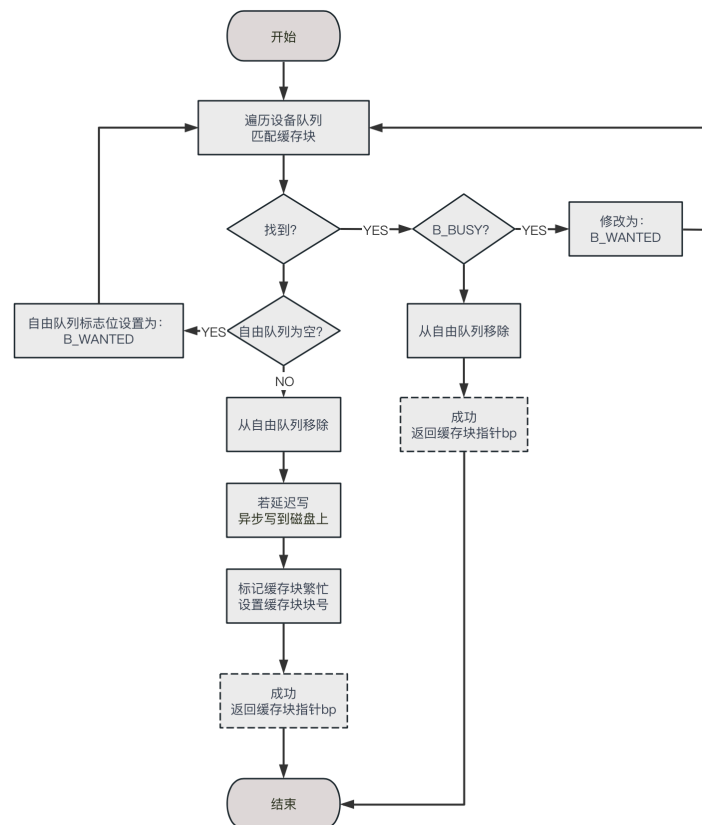 开始
遍历设备队列
匹配缓存块
找到?
YES
B_BUSY?
YES
修改为：
B_WANTED
自由队列标志位设置为：
B_WANTED
YES
自由队列为空?
从自由队列移除
NO
成功
返回缓存块指针bp
从自由队列移除
若延迟写
异步写到磁盘上
标记缓存块繁忙
设置缓存块块号
成功
返回缓存块指针bp
结束